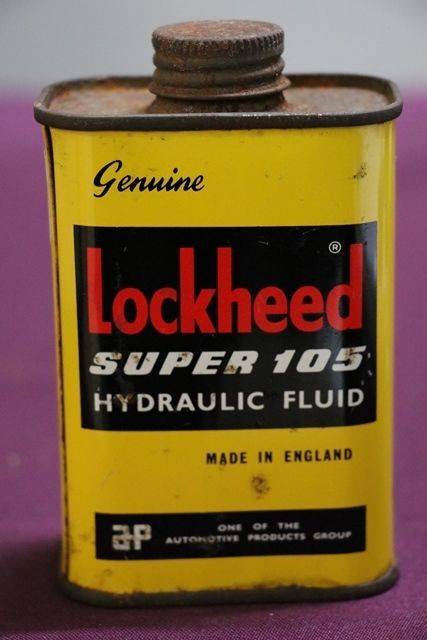 Genuine
®
Lockheed
SUPER 105
HYDRAULIC FLUID
MADE IN ENGLAND
ap ONE OF THE
AUTOMOTIVE PRODUCTS GROUP